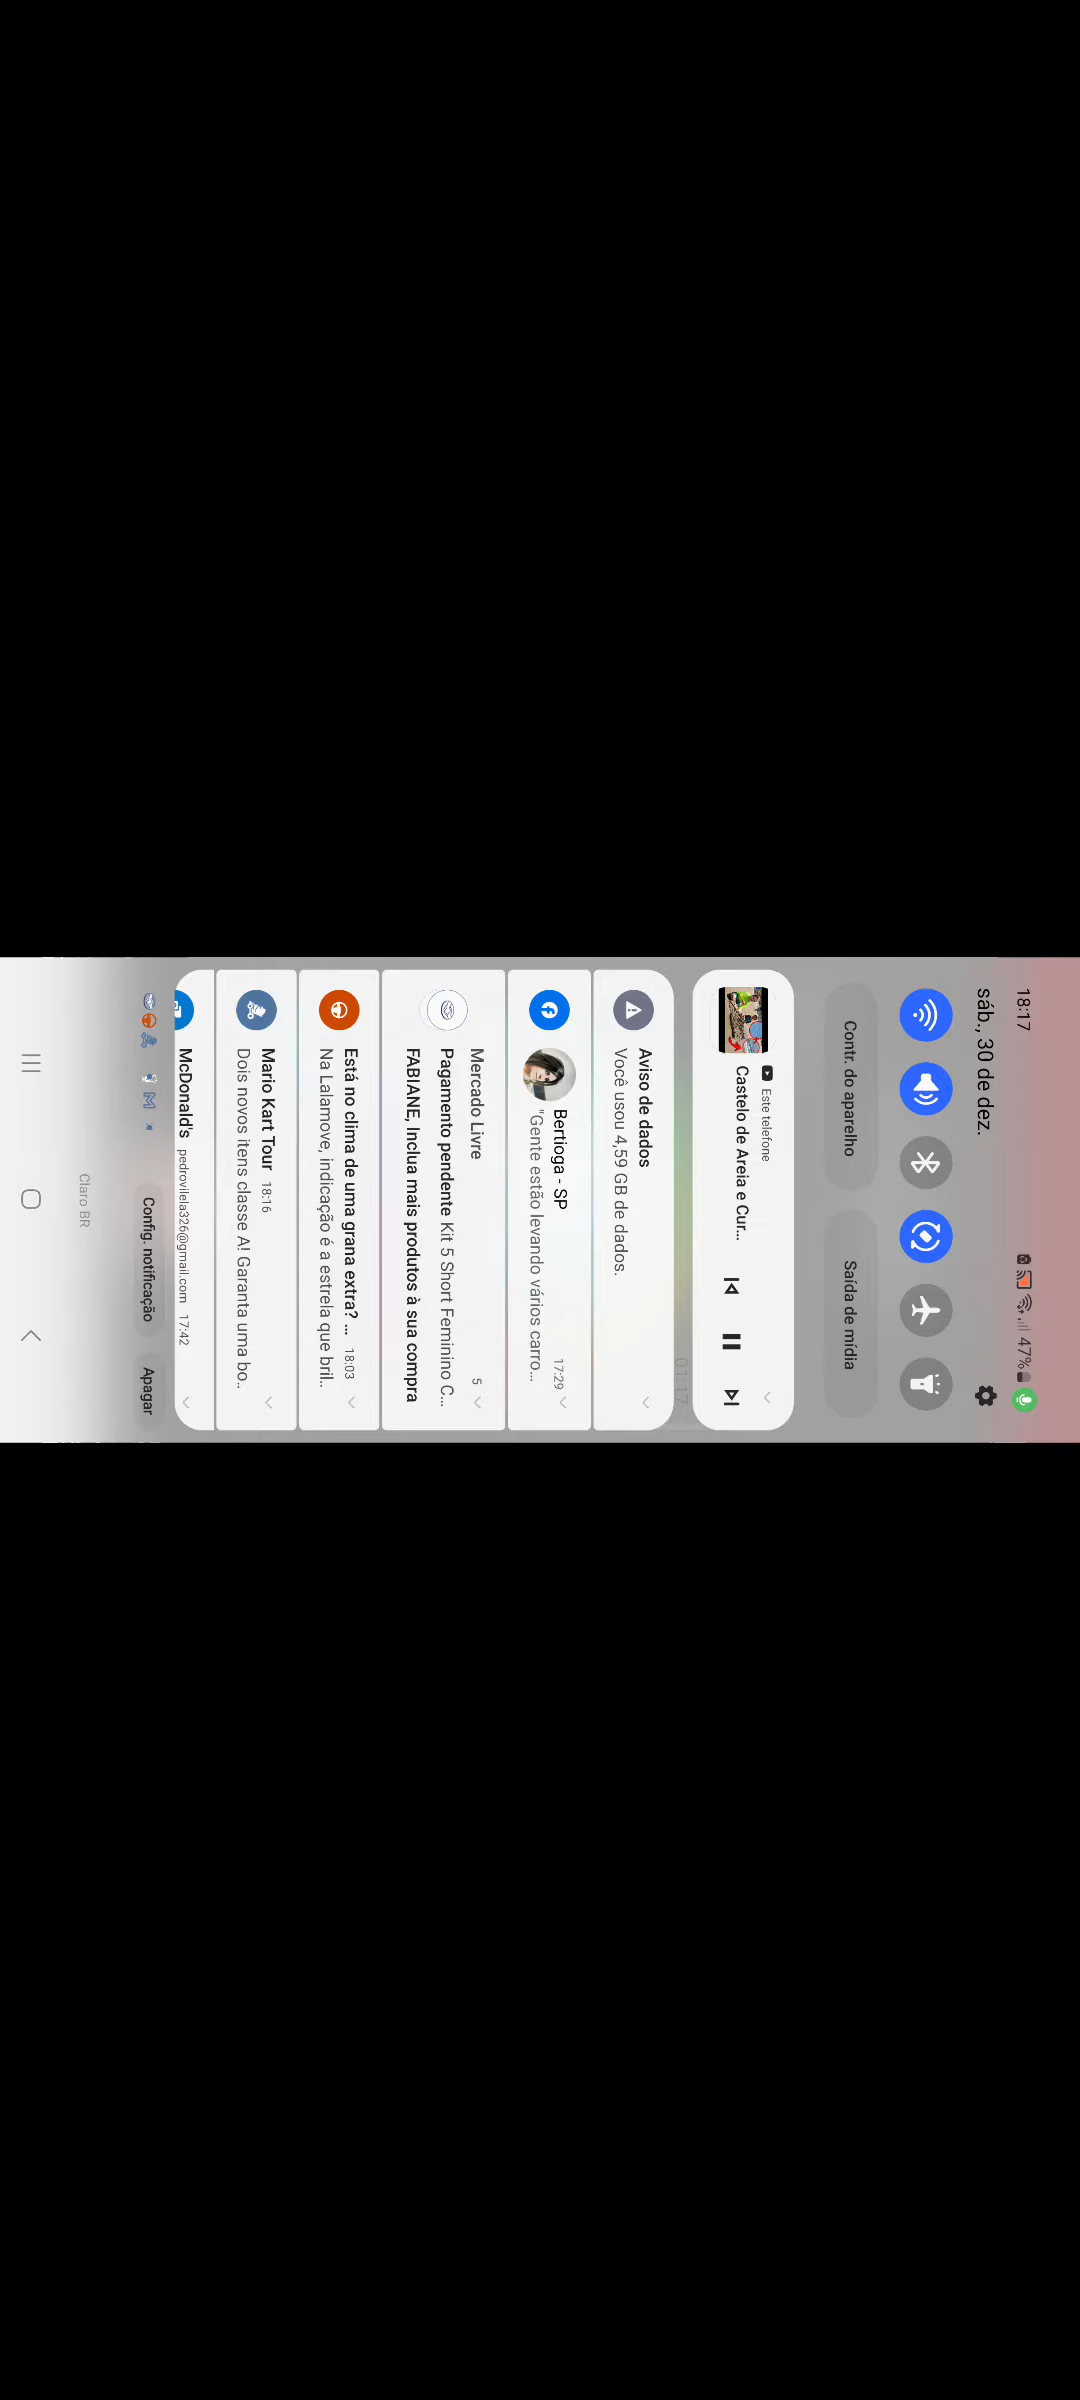 18:17
47%
sáb., 30 de dez.
Contr. do aparelho
Saída de mídia
Este telefone
Castelo de Areia e Cur...
01:17
Aviso de dados
Você usou 4,59 GB de dados.
Bertioga - SP
17:29
"Gente estão levando vários carro...
Mercado Livre
5
Pagamento pendente Kit 5 Short Feminino C...
FABIANE, Inclua mais produtos à sua compra
Está no clima de uma grana extra? ... 18:03
Na Lalamove, indicação é a estrela que bril..
Mario Kart Tour 18:16
Dois novos itens classe A! Garanta uma bo..
McDonald's pedrovilela326@gmail.com 17:42
Config. notificação
Apagar
Claro BR